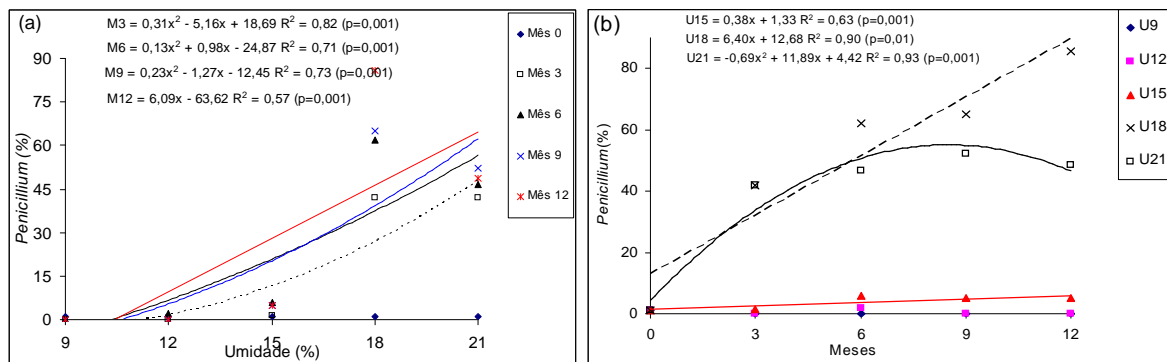 (a)
M3 = 0,31x² - 5,16x + 18,69 R² = 0,82 (p=0,001)
M6 = 0,13x² + 0,98x - 24,87 R² = 0,71 (p=0,001)
M9 = 0,23x² - 1,27x - 12,45 R² = 0,73 (p=0,001)
M12 = 6,09x - 63,62 R² = 0,57 (p=0,001)
Penicillium (%)
90
75
60
45
30
15
0
9
12
15
18
21
Umidade (%)
Mês 0
Mês 3
Mês 6
Mês 9
Mês 12
(b)
U15 = 0,38x + 1,33 R² = 0,63 (p=0,001)
U18 = 6,40x + 12,68 R² = 0,90 (p=0,01)
U21 = -0,69x² + 11,89x + 4,42 R² = 0,93 (p=0,001)
Penicillium(%)
80
60
40
20
0
0
3
6
9
12
Meses
U9
U12
U15
U18
U21